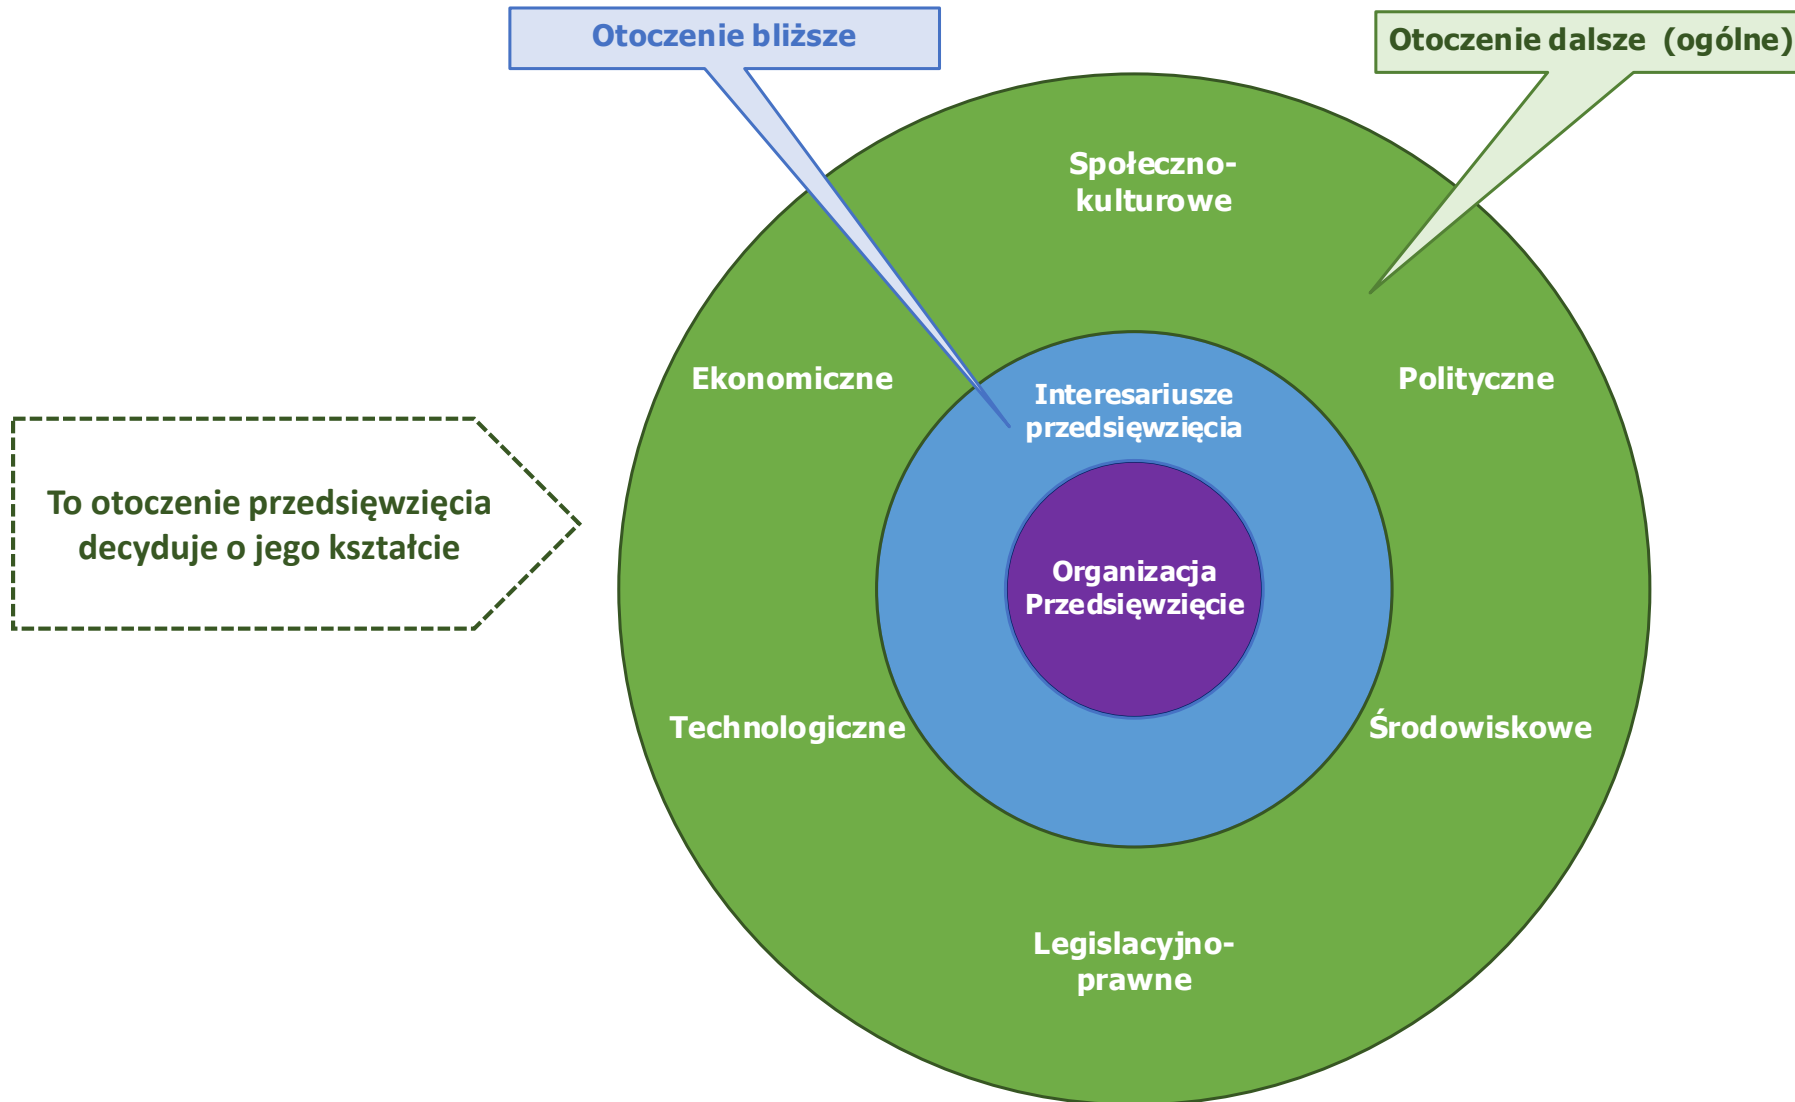 Otoczenie bliższe
Otoczenie dalsze (ogólne)
Społeczno-
kulturowe
Ekonomiczne
Polityczne
Interesariusze
przedsięwzięcia
To otoczenie przedsięwzięcia
decyduje o jego kształcie
Organizacja
Przedsięwzięcie
Technologiczne
Środowiskowe
Legislacyjno-
prawne